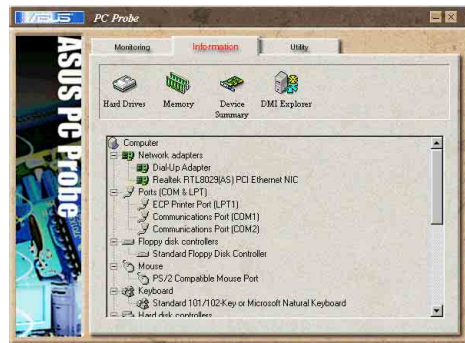 ASUS PC Probe
ASUS PC Probe
Monitoring Information Utility
Hard Drives Memory Device Summary DMI Explorer
Computer
Network adapters
Dial-Up Adapter
Realtek RTL8029(AS) PCI Ethernet NIC
Ports (COM & LPT)
ECP Printer Port (LPT1)
Communications Port (COM1)
Communications Port (COM2)
Floppy disk controllers
Standard Floppy Disk Controller
Mouse
PS/2 Compatible Mouse Port
Keyboard
Standard 101/102-Key or Microsoft Natural Keyboard
Hard disk controllers